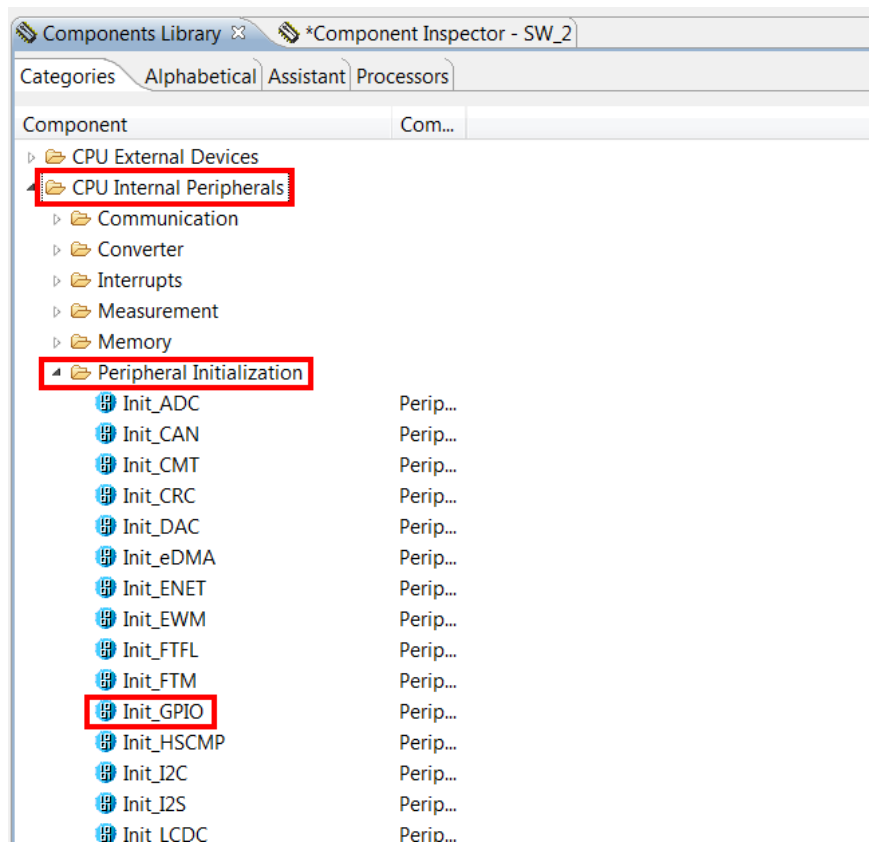 Components Library *Component Inspector - SW_2
Categories Alphabetical Assistant Processors
Component Com...
CPU External Devices
CPU Internal Peripherals
Communication
Converter
Interrupts
Measurement
Memory
Peripheral Initialization
Init_ADC Perip...
Init_CAN Perip...
Init_CMT Perip...
Init_CRC Perip...
Init_DAC Perip...
Init_eDMA Perip...
Init_ENET Perip...
Init_EWM Perip...
Init_FTFL Perip...
Init_FTM Perip...
Init_GPIO Perip...
Init_HSCMP Perip...
Init_I2C Perip...
Init_I2S Perip...
Init_LCDC Perip...